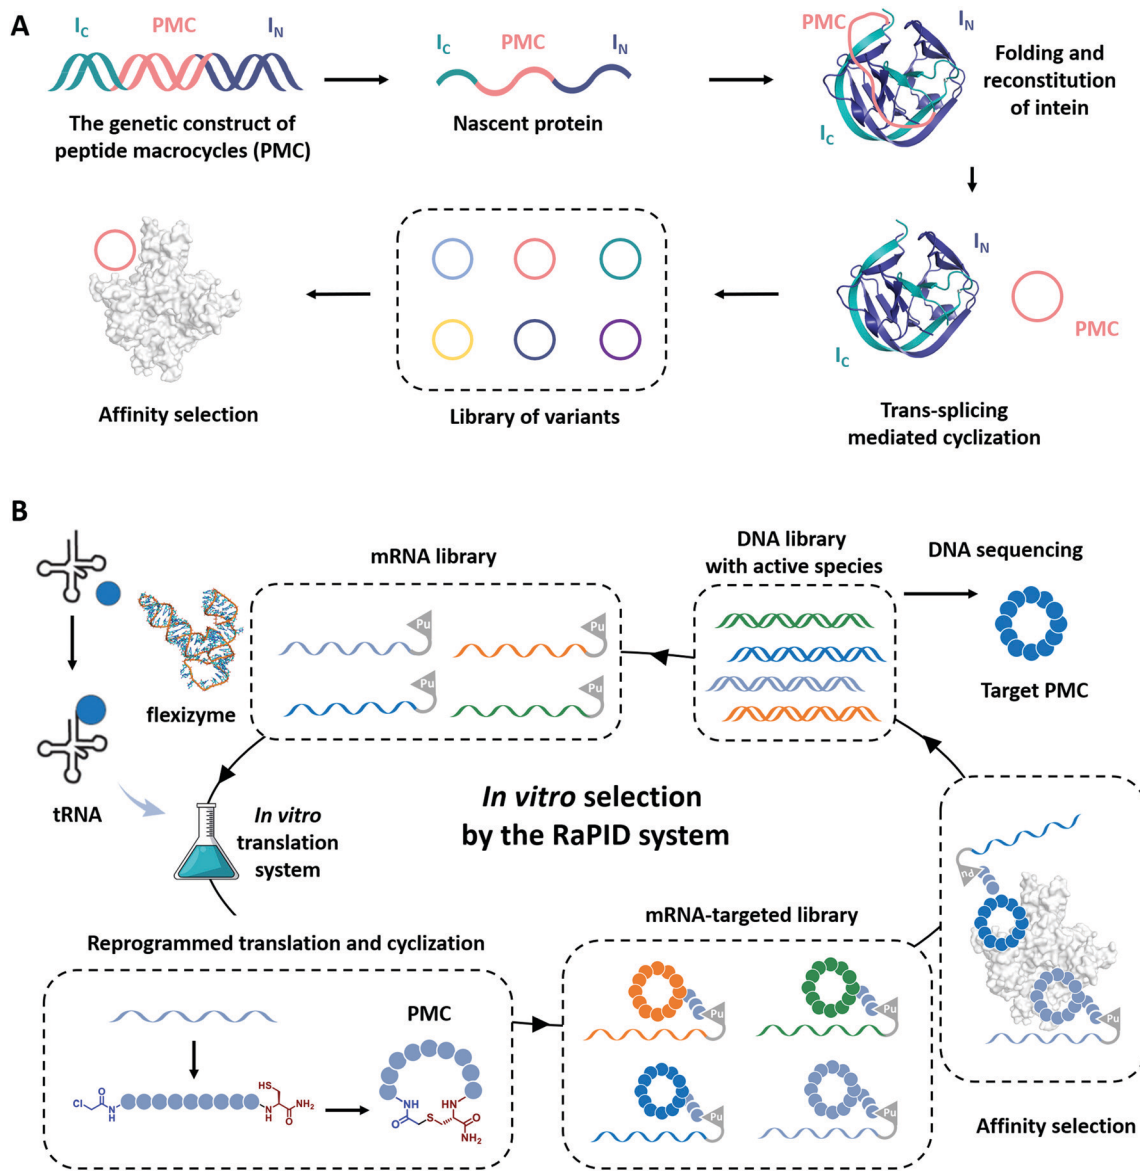 A
I_C PMC I_N
The genetic construct of
peptide macrocycles (PMC)
I_C PMC I_N
Nascent protein
PMC I_N
I_C
Folding and
reconstitution
of intein
Affinity selection
Library of variants
I_N
I_C
PMC
Trans-splicing
mediated cyclization
B
flexizyme
tRNA
mRNA library
Pu
Pu
Pu
Pu
DNA library
with active species
DNA sequencing
Target PMC
In vitro
translation
system
In vitro selection
by the RaPID system
Reprogrammed translation and cyclization
PMC
Cl
O
N
H
HS
H
N
NH2
O
HN
O
S
HN
O
NH2
mRNA-targeted library
Pu
Pu
Pu
Pu
Pu
Pu
Affinity selection